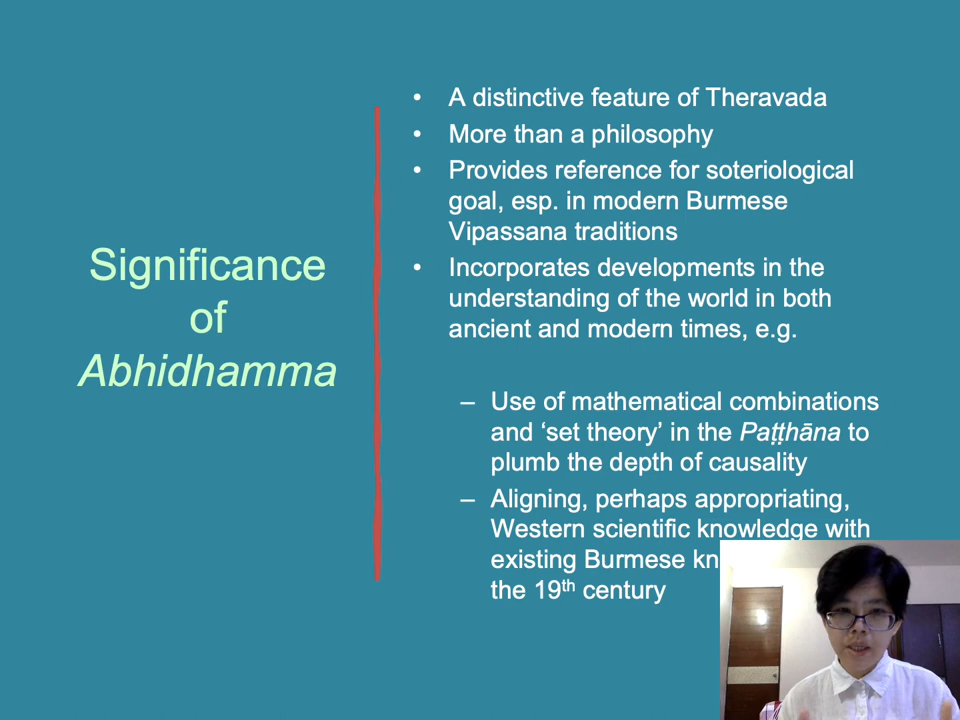 Significance
of
Abhidhamma
• A distinctive feature of Theravada
• More than a philosophy
• Provides reference for soteriological
goal, esp. in modern Burmese
Vipassana traditions
• Incorporates developments in the
understanding of the world in both
ancient and modern times, e.g.
– Use of mathematical combinations
and ‘set theory’ in the Paṭṭhāna to
plumb the depth of causality
– Aligning, perhaps appropriating,
Western scientific knowledge with
existing Burmese
the 19th century